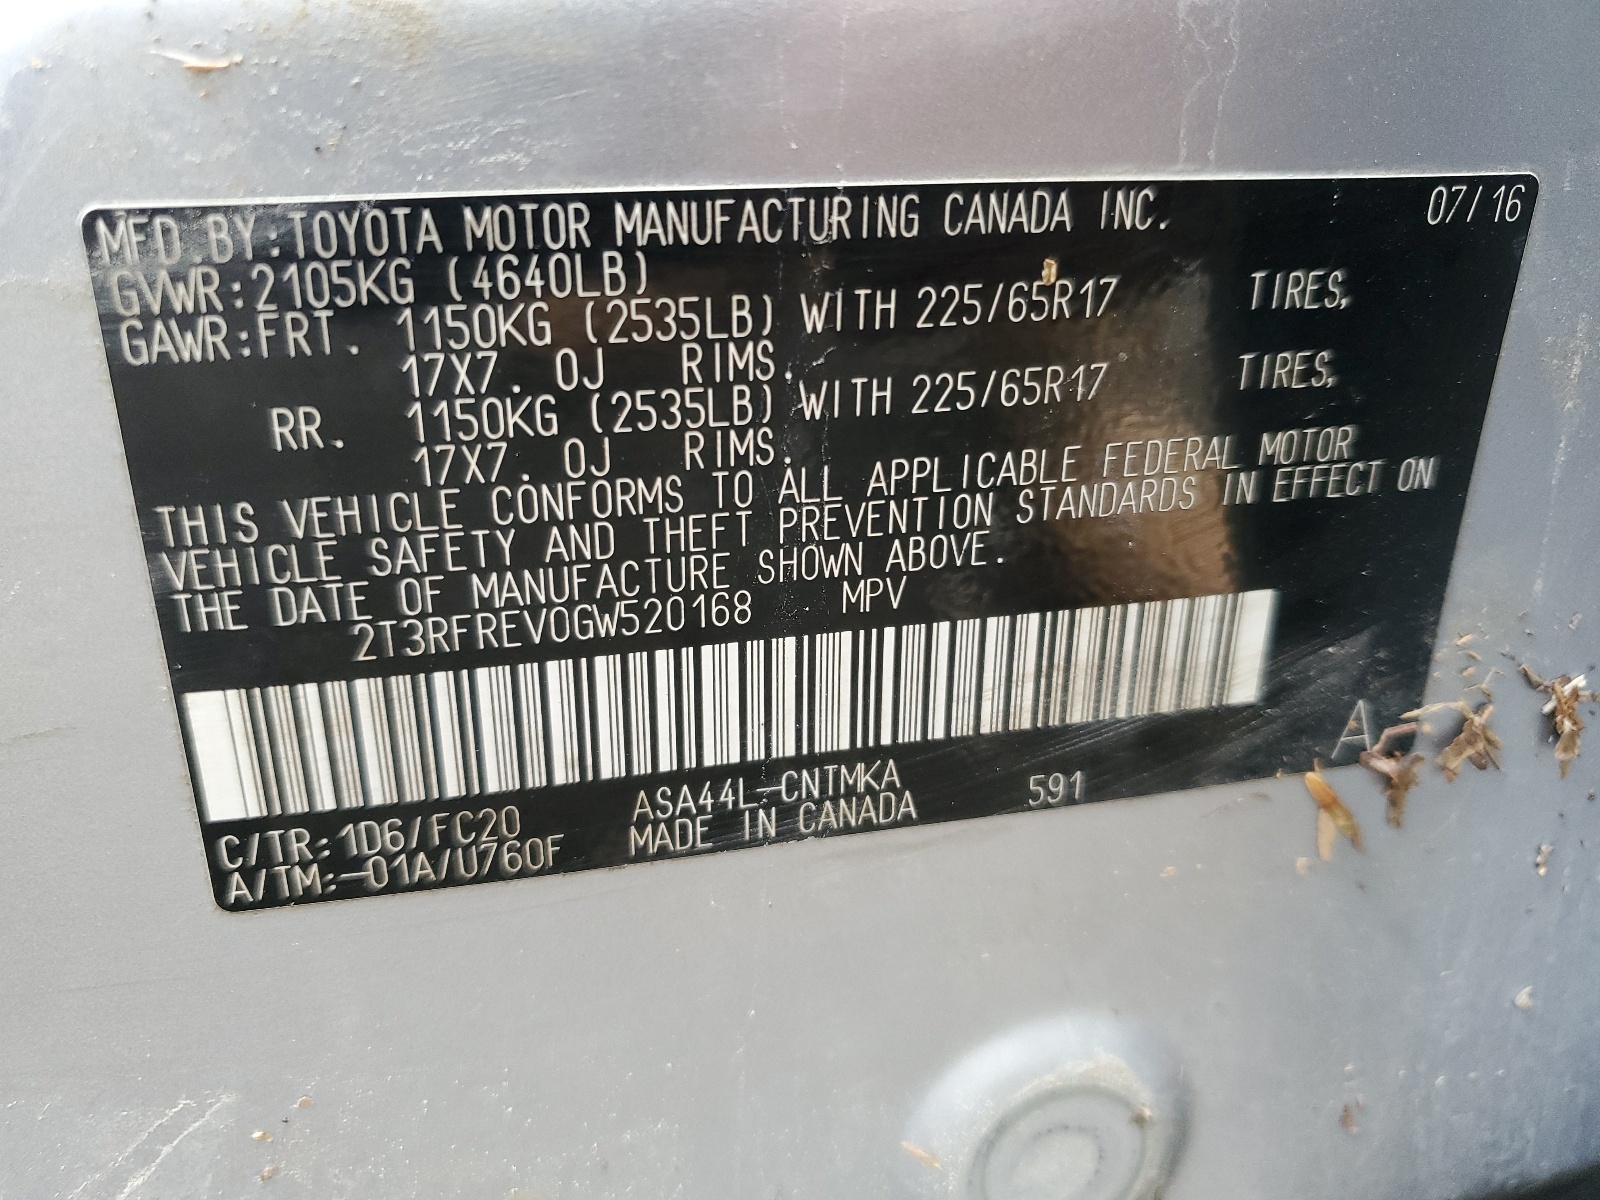 MFD. BY: TOYOTA MOTOR MANUFACTURING CANADA INC. 07/16
GVWR: 2105KG (4640LB)
GAWR: FRT. 1150KG (2535LB) WITH 225/65R17 TIRES,
17X7.0J RIMS.
RR. 1150KG (2535LB) WITH 225/65R17 TIRES,
17X7.0J RIMS.
THIS VEHICLE CONFORMS TO ALL APPLICABLE FEDERAL MOTOR
VEHICLE SAFETY AND THEFT PREVENTION STANDARDS IN EFFECT ON
THE DATE OF MANUFACTURE SHOWN ABOVE.
2T3RFREV0GW520168 MPV
A
C/TR: 1D6/FC20 ASA44L-CNTMKA 591
A/TM: -01A/U760F MADE IN CANADA